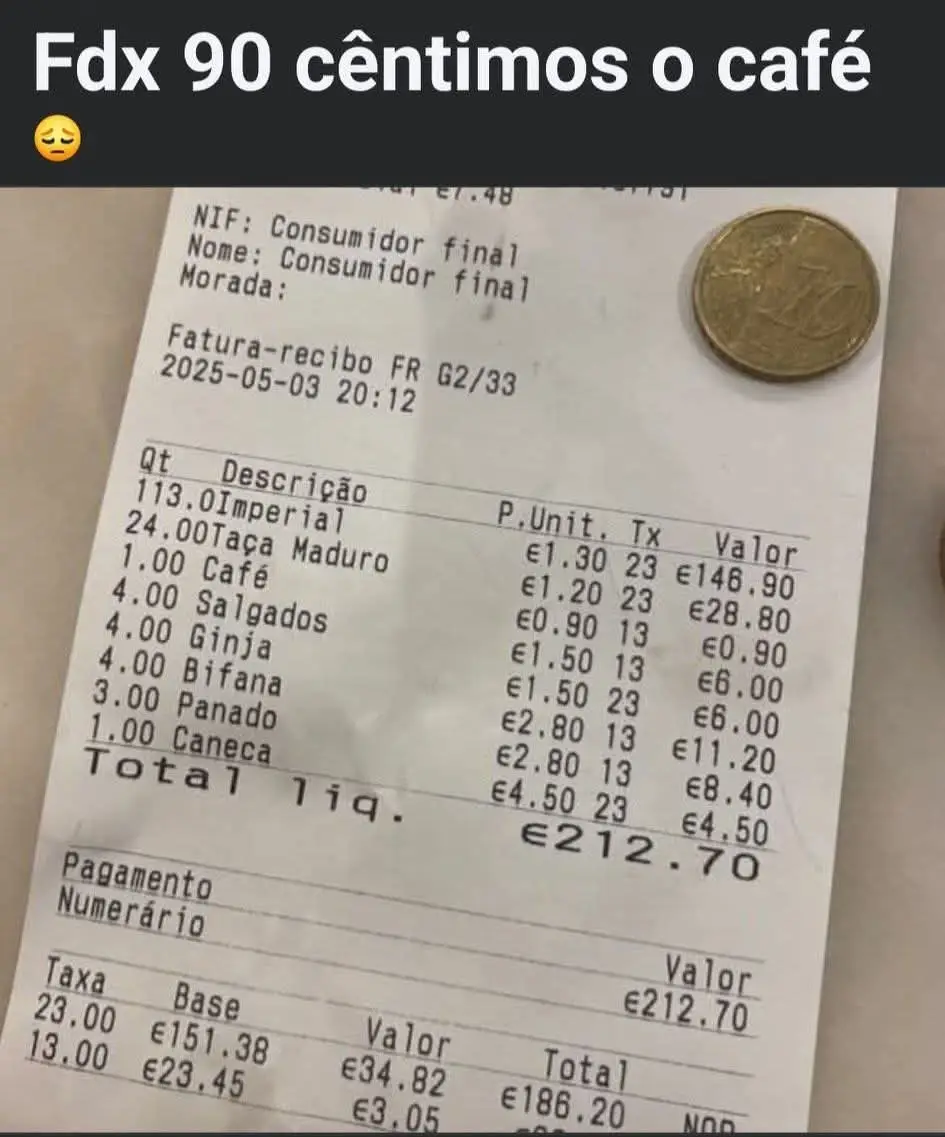 Fdx 90 cêntimos o café
😔
€7.48
NIF: Consumidor final
Nome: Consumidor final
Morada:
Fatura-recibo FR G2/33
2025-05-03 20:12
Qt Descrição P.Unit. Tx Valor
113.0Imperial €1.30 23 €146.90
24.00Taça Maduro €1.20 23 €28.80
1.00 Café €0.90 13 €0.90
4.00 Salgados €1.50 13 €6.00
4.00 Ginja €1.50 23 €6.00
4.00 Bifana €2.80 13 €11.20
3.00 Panado €2.80 13 €8.40
1.00 Caneca €4.50 23 €4.50
Total liq. €212.70
Pagamento Valor
Numerário €212.70
Taxa Base Valor Total
23.00 €151.38 €34.82 €186.20
13.00 €23.45 €3.05